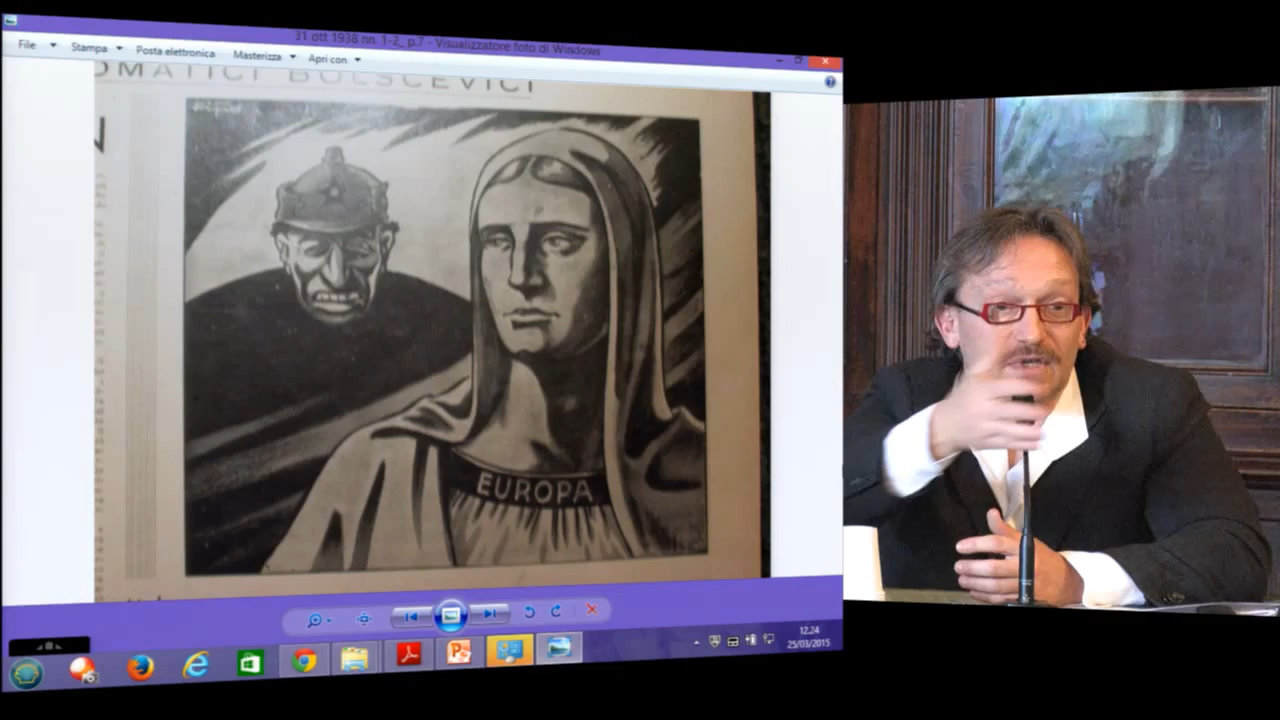 31 ott 1938 nn. 1-2_ p.7 - Visualizzatore foto di Windows
File Stampa Posta elettronica Masterizza Apri con
OMATICI BOLSCEVICI
N
EUROPA
12.24
25/03/2015